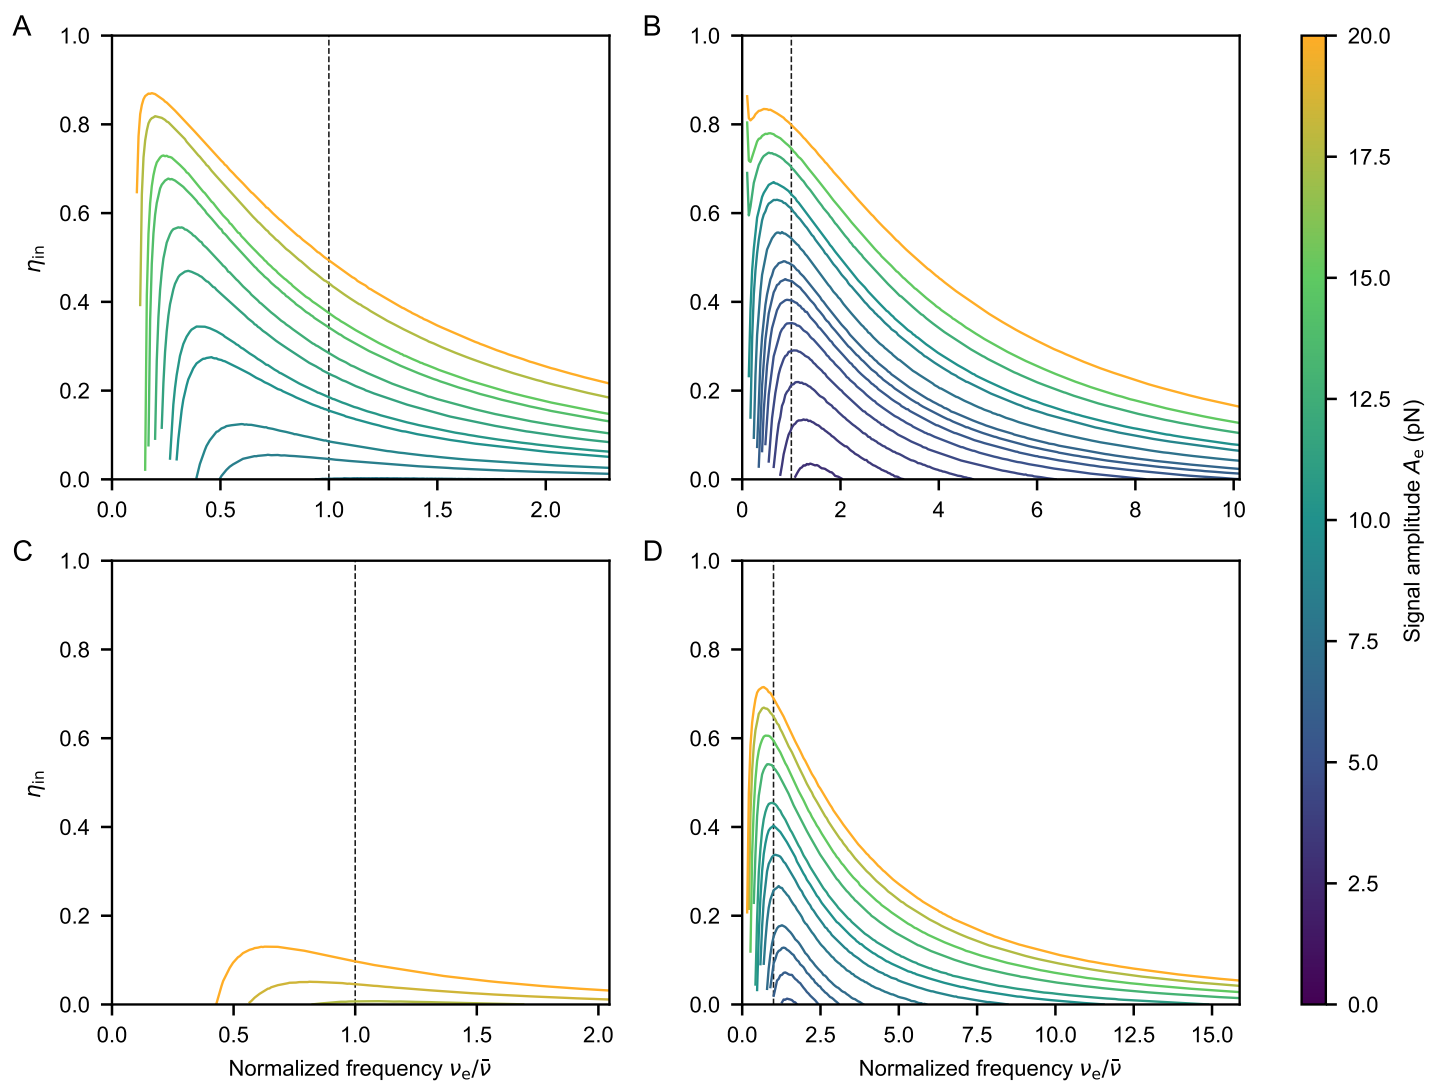 A
B
1.0
0.8
0.6
0.4
0.2
0.0
η_in
0.0 0.5 1.0 1.5 2.0
1.0
0.8
0.6
0.4
0.2
0.0
0 2 4 6 8 10
C
D
1.0
0.8
0.6
0.4
0.2
0.0
η_in
0.0 0.5 1.0 1.5 2.0
Normalized frequency ν_e/ν̄
1.0
0.8
0.6
0.4
0.2
0.0
0.0 2.5 5.0 7.5 10.0 12.5 15.0
Normalized frequency ν_e/ν̄
20.0
17.5
15.0
12.5
10.0
7.5
5.0
2.5
0.0
Signal amplitude A_e (pN)